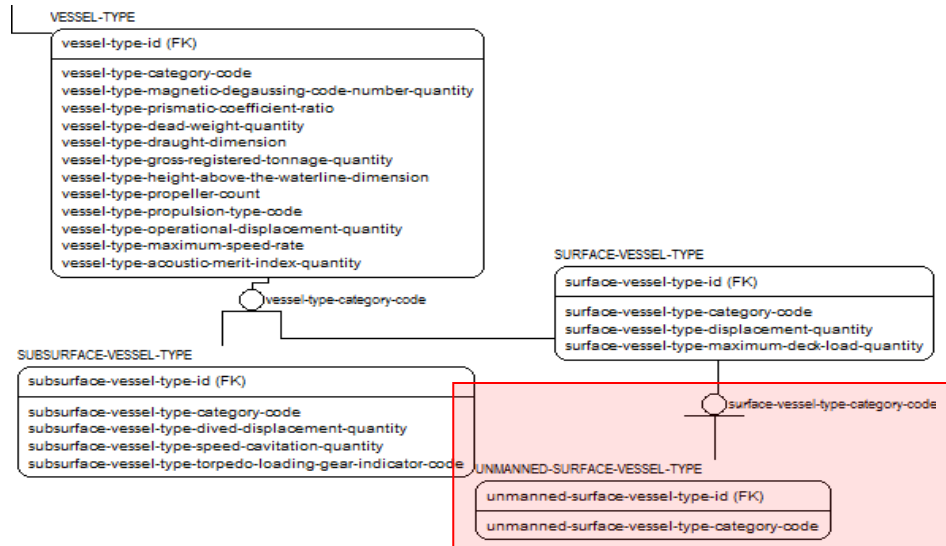 VESSEL-TYPE
vessel-type-id (FK)
vessel-type-category-code
vessel-type-magnetic-degaussing-code-number-quantity
vessel-type-prismatic-coefficient-ratio
vessel-type-dead-weight-quantity
vessel-type-draught-dimension
vessel-type-gross-registered-tonnage-quantity
vessel-type-height-above-the-waterline-dimension
vessel-type-propeller-count
vessel-type-propulsion-type-code
vessel-type-operational-displacement-quantity
vessel-type-maximum-speed-rate
vessel-type-acoustic-merit-index-quantity
vessel-type-category-code
SURFACE-VESSEL-TYPE
surface-vessel-type-id (FK)
surface-vessel-type-category-code
surface-vessel-type-displacement-quantity
surface-vessel-type-maximum-deck-load-quantity
SUBSURFACE-VESSEL-TYPE
subsurface-vessel-type-id (FK)
subsurface-vessel-type-category-code
subsurface-vessel-type-dived-displacement-quantity
subsurface-vessel-type-speed-cavitation-quantity
subsurface-vessel-type-torpedo-loading-gear-indicator-code
surface-vessel-type-category-code
UNMANNED-SURFACE-VESSEL-TYPE
unmanned-surface-vessel-type-id (FK)
unmanned-surface-vessel-type-category-code